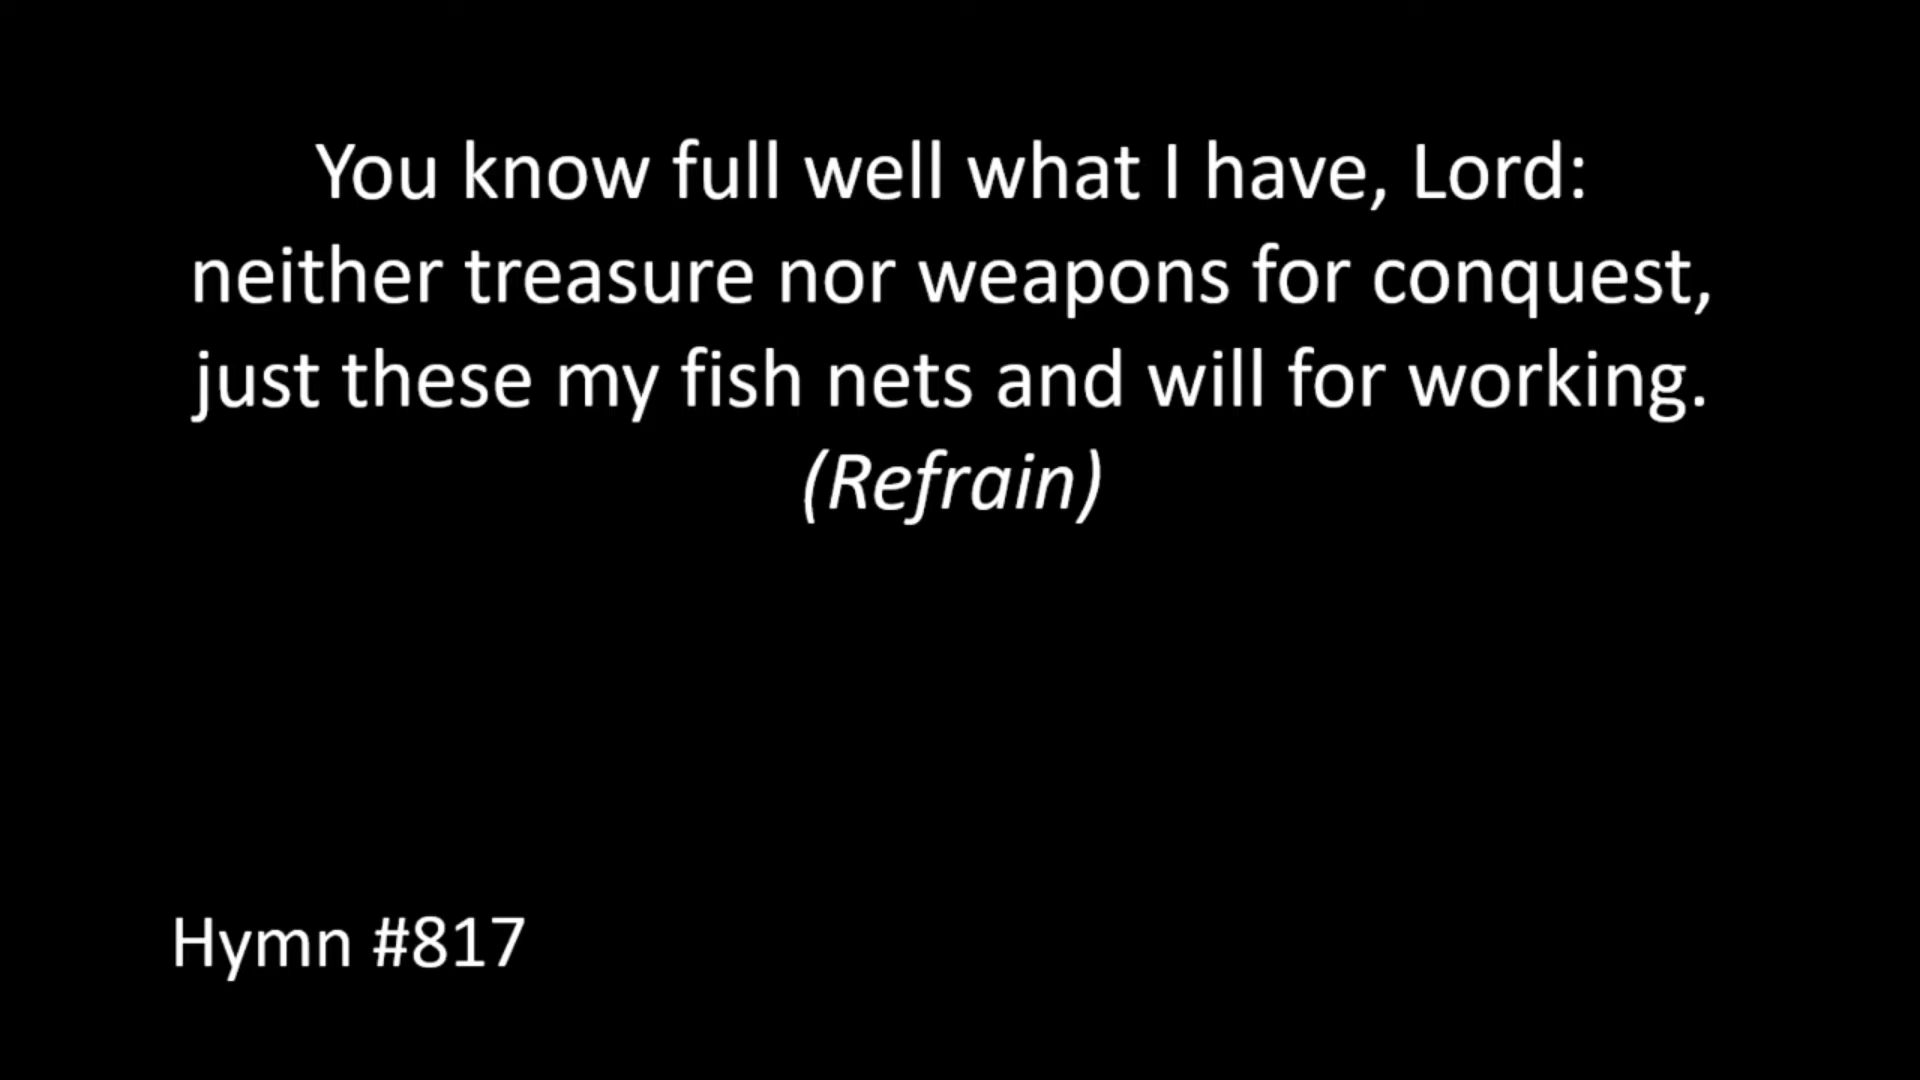 You know full well what I have, Lord:
neither treasure nor weapons for conquest,
just these my fish nets and will for working.
(Refrain)
Hymn #817